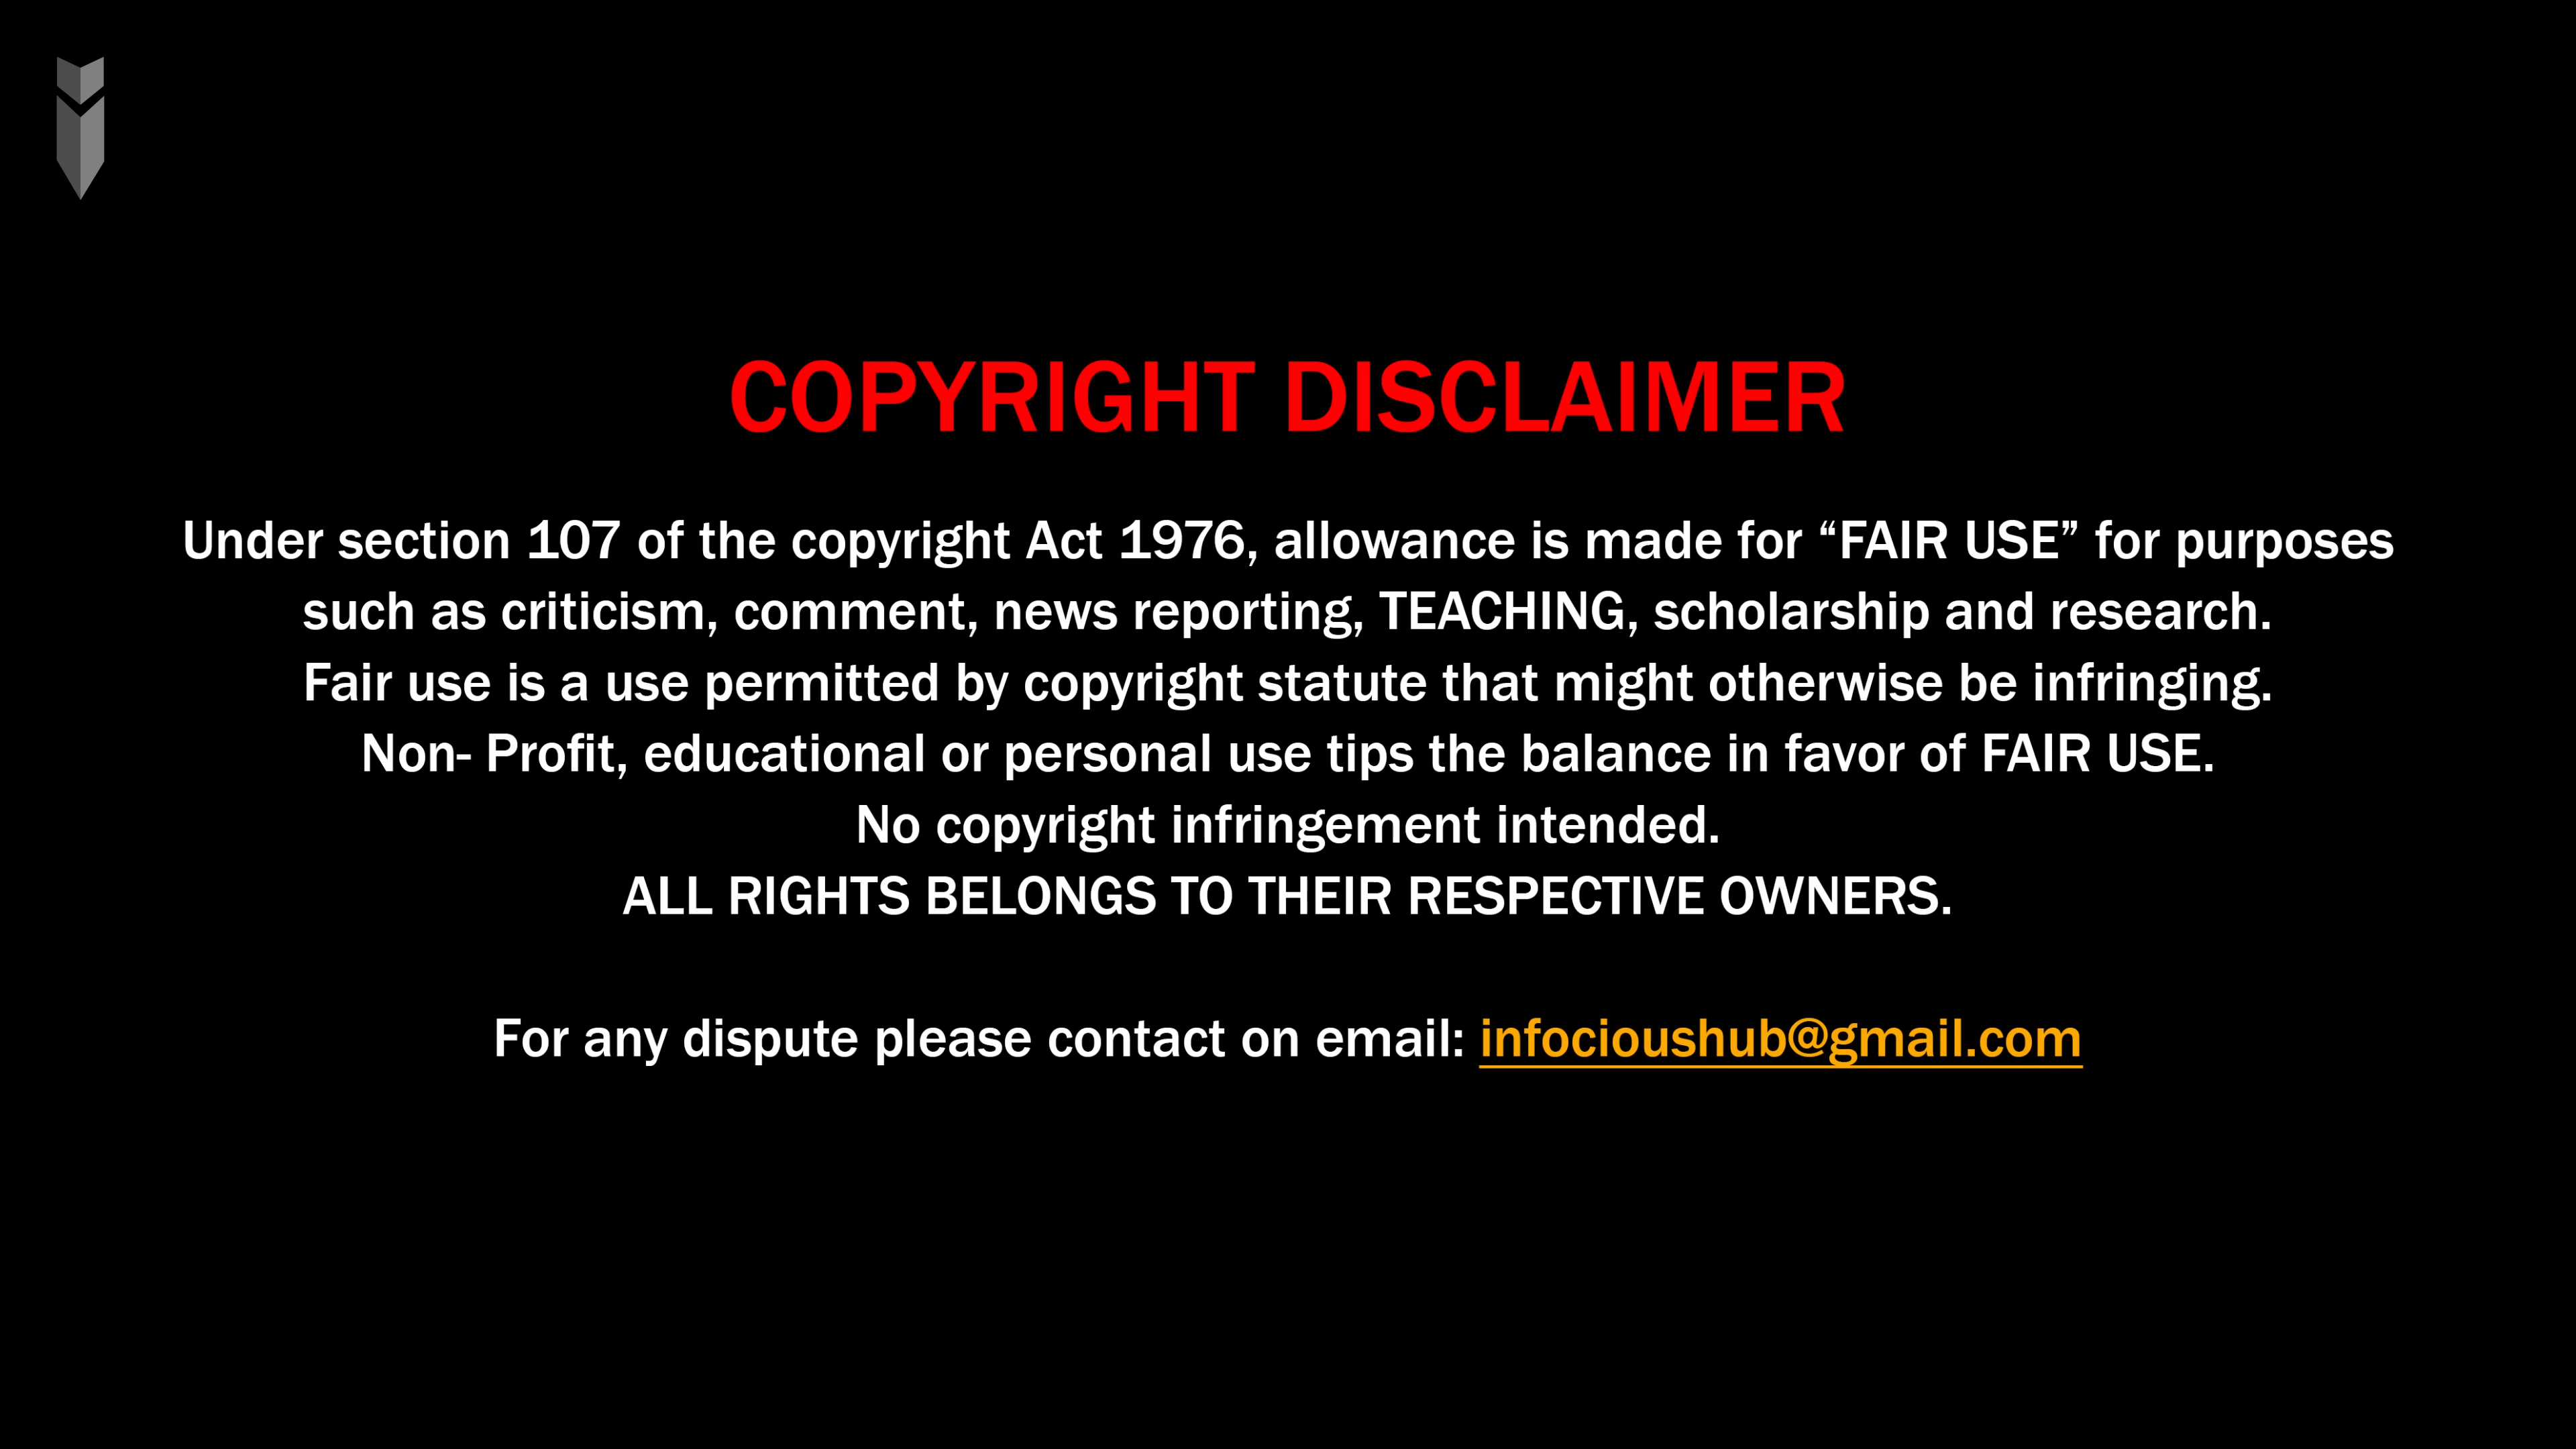 COPYRIGHT DISCLAIMER
Under section 107 of the copyright Act 1976, allowance is made for “FAIR USE” for purposes
such as criticism, comment, news reporting, TEACHING, scholarship and research.
Fair use is a use permitted by copyright statute that might otherwise be infringing.
Non- Profit, educational or personal use tips the balance in favor of FAIR USE.
No copyright infringement intended.
ALL RIGHTS BELONGS TO THEIR RESPECTIVE OWNERS.
For any dispute please contact on email: infocioushub@gmail.com